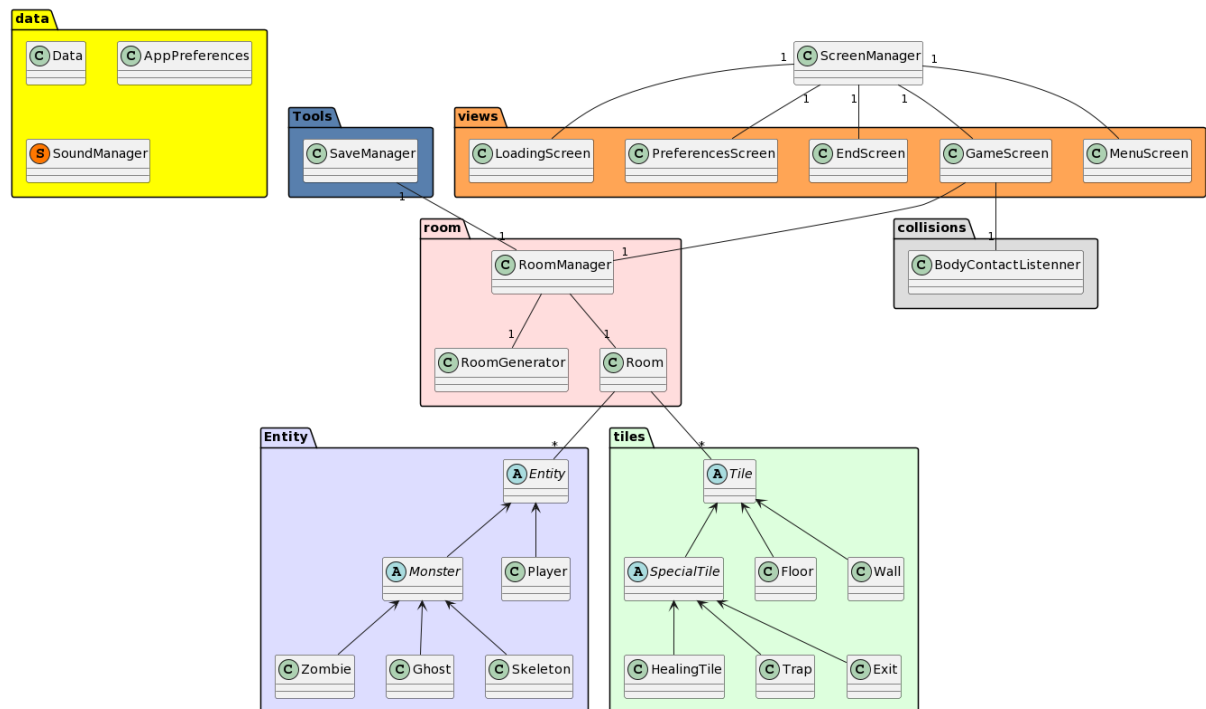 data
C Data
C AppPreferences
S SoundManager
C ScreenManager
1
1
1
1
1
Tools
C SaveManager
views
C LoadingScreen
C PreferencesScreen
C EndScreen
C GameScreen
C MenuScreen
1
1
1
1
room
C RoomManager
collisions
C BodyContactListenner
1
1
C RoomGenerator
C Room
*
*
Entity
A Entity
A Monster
C Player
C Zombie
C Ghost
C Skeleton
tiles
A Tile
A SpecialTile
C Floor
C Wall
C HealingTile
C Trap
C Exit